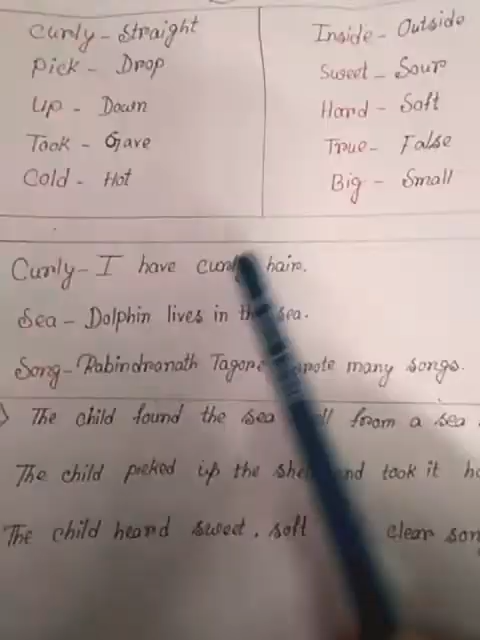 Curly - Straight
Pick - Drop
Up - Down
Took - Gave
Cold - Hot
Inside - Outside
Sweet - Sour
Hard - Soft
True - False
Big - Small
Curly - I have curly hair.
Sea - Dolphin lives in the sea.
Song - Rabindranath Tagore wrote many songs.
The child found the sea from a sea
The child picked up the and took it
The child heard sweet, soft clear